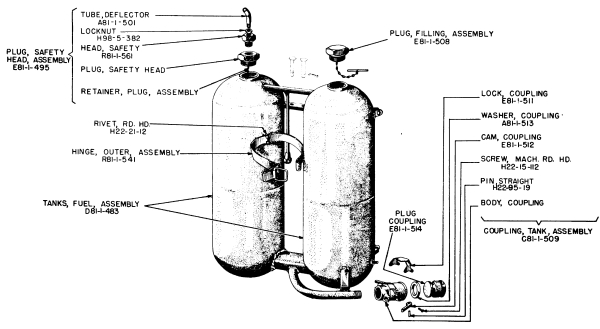 TUBE, DEFLECTOR
A81-1-501
LOCKNUT
H98-5-382
HEAD, SAFETY
R81-1-561
PLUG, SAFETY HEAD
RETAINER, PLUG, ASSEMBLY
PLUG, SAFETY
HEAD, ASSEMBLY
E81-1-495
PLUG, FILLING, ASSEMBLY
E81-1-508
RIVET, RD. HD.
H22-21-12
HINGE, OUTER, ASSEMBLY
R81-1-541
TANKS, FUEL, ASSEMBLY
D81-1-483
LOCK, COUPLING
E81-1-511
WASHER, COUPLING
A81-1-513
CAM, COUPLING
E81-1-512
SCREW, MACH. RD. HD.
H22-15-112
PIN, STRAIGHT
H22-95-19
BODY, COUPLING
PLUG
COUPLING
E81-1-514
COUPLING, TANK, ASSEMBLY
C81-1-509